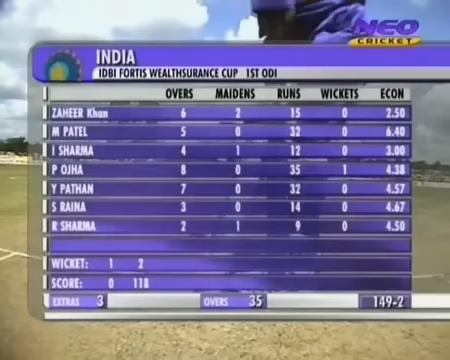 NEO
CRICKET
INDIA
IDBI FORTIS WEALTHSURANCE CUP 1ST ODI
OVERS MAIDENS RUNS WICKETS ECON
ZAHEER Khan 6 2 15 0 2.50
M PATEL 5 0 32 0 6.40
I SHARMA 4 1 12 0 3.00
P OJHA 8 0 35 1 4.38
Y PATHAN 7 0 32 0 4.57
S RAINA 3 0 14 0 4.67
R SHARMA 2 1 9 0 4.50
WICKET: 1 2
SCORE: 0 118
EXTRAS 3 OVERS 35 149-2